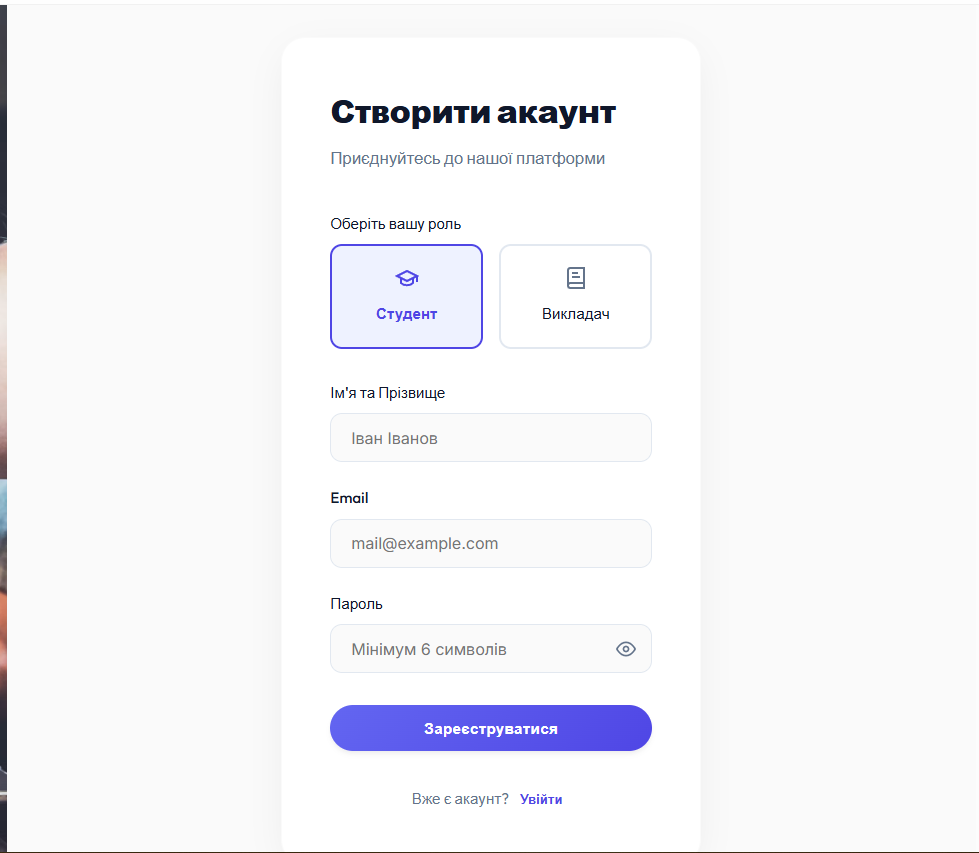 Створити акаунт
Приєднуйтесь до нашої платформи
Оберіть вашу роль
Студент
Викладач
Ім'я та Прізвище
Іван Іванов
Email
mail@example.com
Пароль
Мінімум 6 символів
Зареєструватися
Вже є акаунт? Увійти